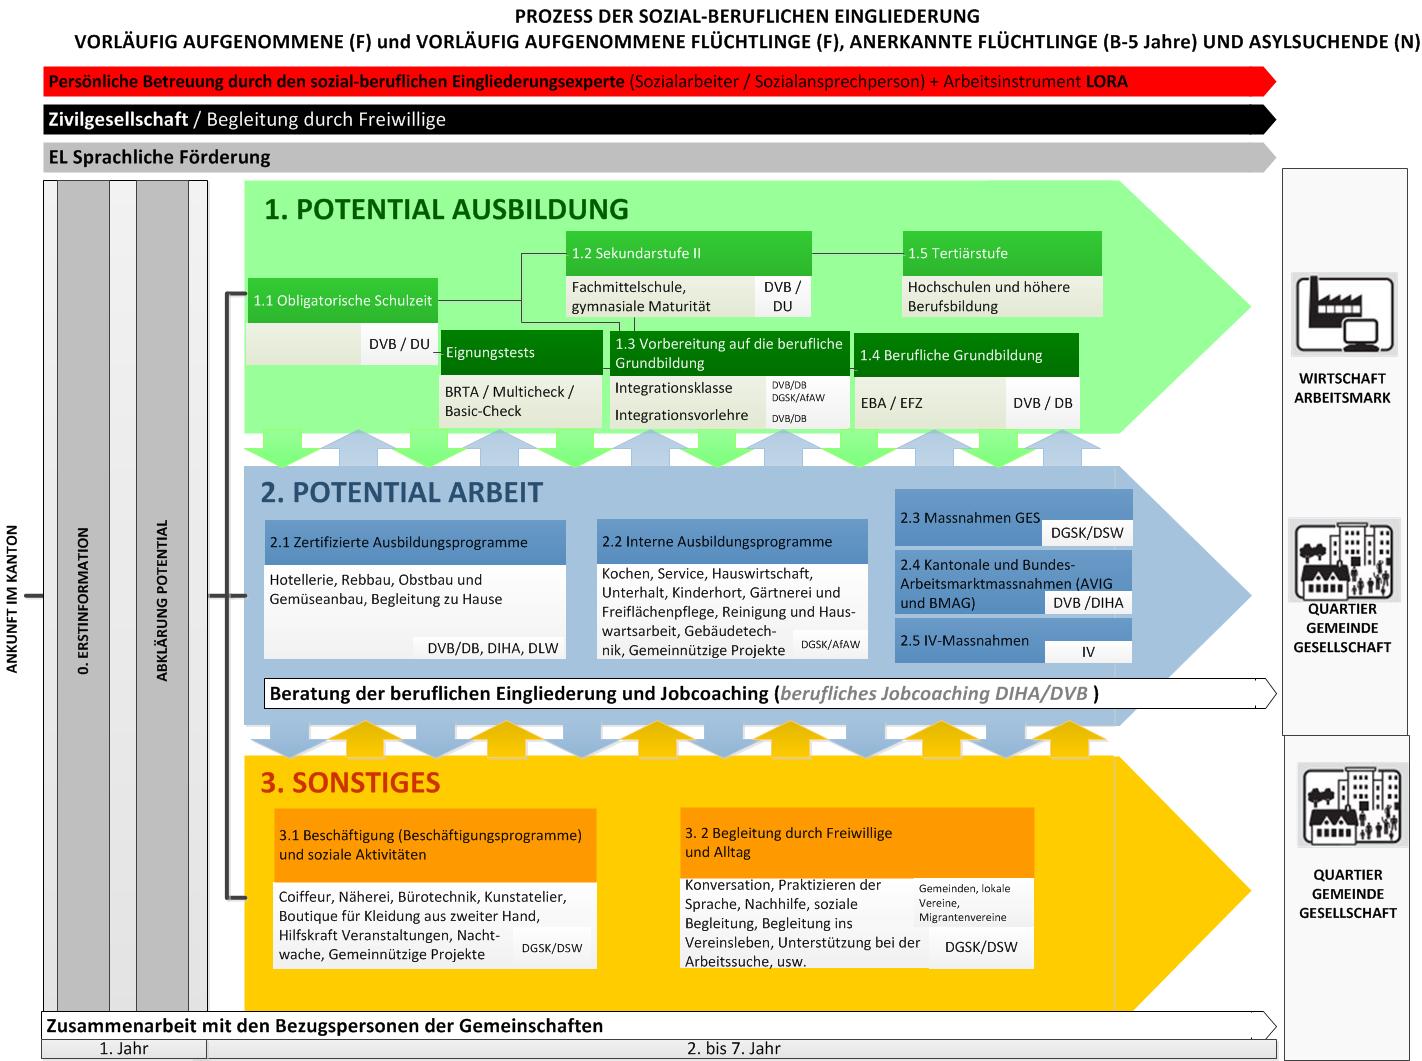 PROZESS DER SOZIAL-BERUFLICHEN EINGLIEDERUNG
VORLÄUFIG AUFGENOMMENE (F) und VORLÄUFIG AUFGENOMMENE FLÜCHTLINGE (F), ANERKANNTE FLÜCHTLINGE (B-5 Jahre) UND ASYLSUCHENDE (N)
Persönliche Betreuung durch den sozial-beruflichen Eingliederungsexperte (Sozialarbeiter / Sozialansprechperson) + Arbeitsinstrument LORA
Zivilgesellschaft / Begleitung durch Freiwillige
EL Sprachliche Förderung
ANKUNFT IM KANTON
0. ERSTINFORMATION
ABKLÄRUNG POTENTIAL
1. POTENTIAL AUSBILDUNG
1.1 Obligatorische Schulzeit
DVB / DU
1.2 Sekundarstufe II
Fachmittelschule,
gymnasiale Maturität
DVB /
DU
1.5 Tertiärstufe
Hochschulen und höhere
Berufsbildung
Eignungstests
BRTA / Multicheck /
Basic-Check
1.3 Vorbereitung auf die berufliche
Grundbildung
Integrationsklasse
DVB/DB
DGSK/AfAW
Integrationsvorlehre
DVB/DB
1.4 Berufliche Grundbildung
EBA / EFZ
DVB / DB
2. POTENTIAL ARBEIT
2.1 Zertifizierte Ausbildungsprogramme
Hotellerie, Rebbau, Obstbau und
Gemüseanbau, Begleitung zu Hause
DVB/DB, DIHA, DLW
2.2 Interne Ausbildungsprogramme
Kochen, Service, Hauswirtschaft,
Unterhalt, Kinderhort, Gärtnerei und
Freiflächenpflege, Reinigung und Haus-
wartsarbeit, Gebäudetech-
nik, Gemeinnützige Projekte
DGSK/AfAW
2.3 Massnahmen GES
DGSK/DSW
2.4 Kantonale und Bundes-
Arbeitsmarktmassnahmen (AVIG
und BMAG)
DVB /DIHA
2.5 IV-Massnahmen
IV
Beratung der beruflichen Eingliederung und Jobcoaching (berufliches Jobcoaching DIHA/DVB )
3. SONSTIGES
3.1 Beschäftigung (Beschäftigungsprogramme)
und soziale Aktivitäten
Coiffeur, Näherei, Bürotechnik, Kunstatelier,
Boutique für Kleidung aus zweiter Hand,
Hilfskraft Veranstaltungen, Nacht-
wache, Gemeinnützige Projekte
DGSK/DSW
3. 2 Begleitung durch Freiwillige
und Alltag
Konversation, Praktizieren der
Sprache, Nachhilfe, soziale
Begleitung, Begleitung ins
Vereinsleben, Unterstützung bei der
Arbeitssuche, usw.
Gemeinden, lokale
Vereine,
Migrantenvereine
DGSK/DSW
WIRTSCHAFT
ARBEITSMARK
QUARTIER
GEMEINDE
GESELLSCHAFT
QUARTIER
GEMEINDE
GESELLSCHAFT
Zusammenarbeit mit den Bezugspersonen der Gemeinschaften
1. Jahr
2. bis 7. Jahr